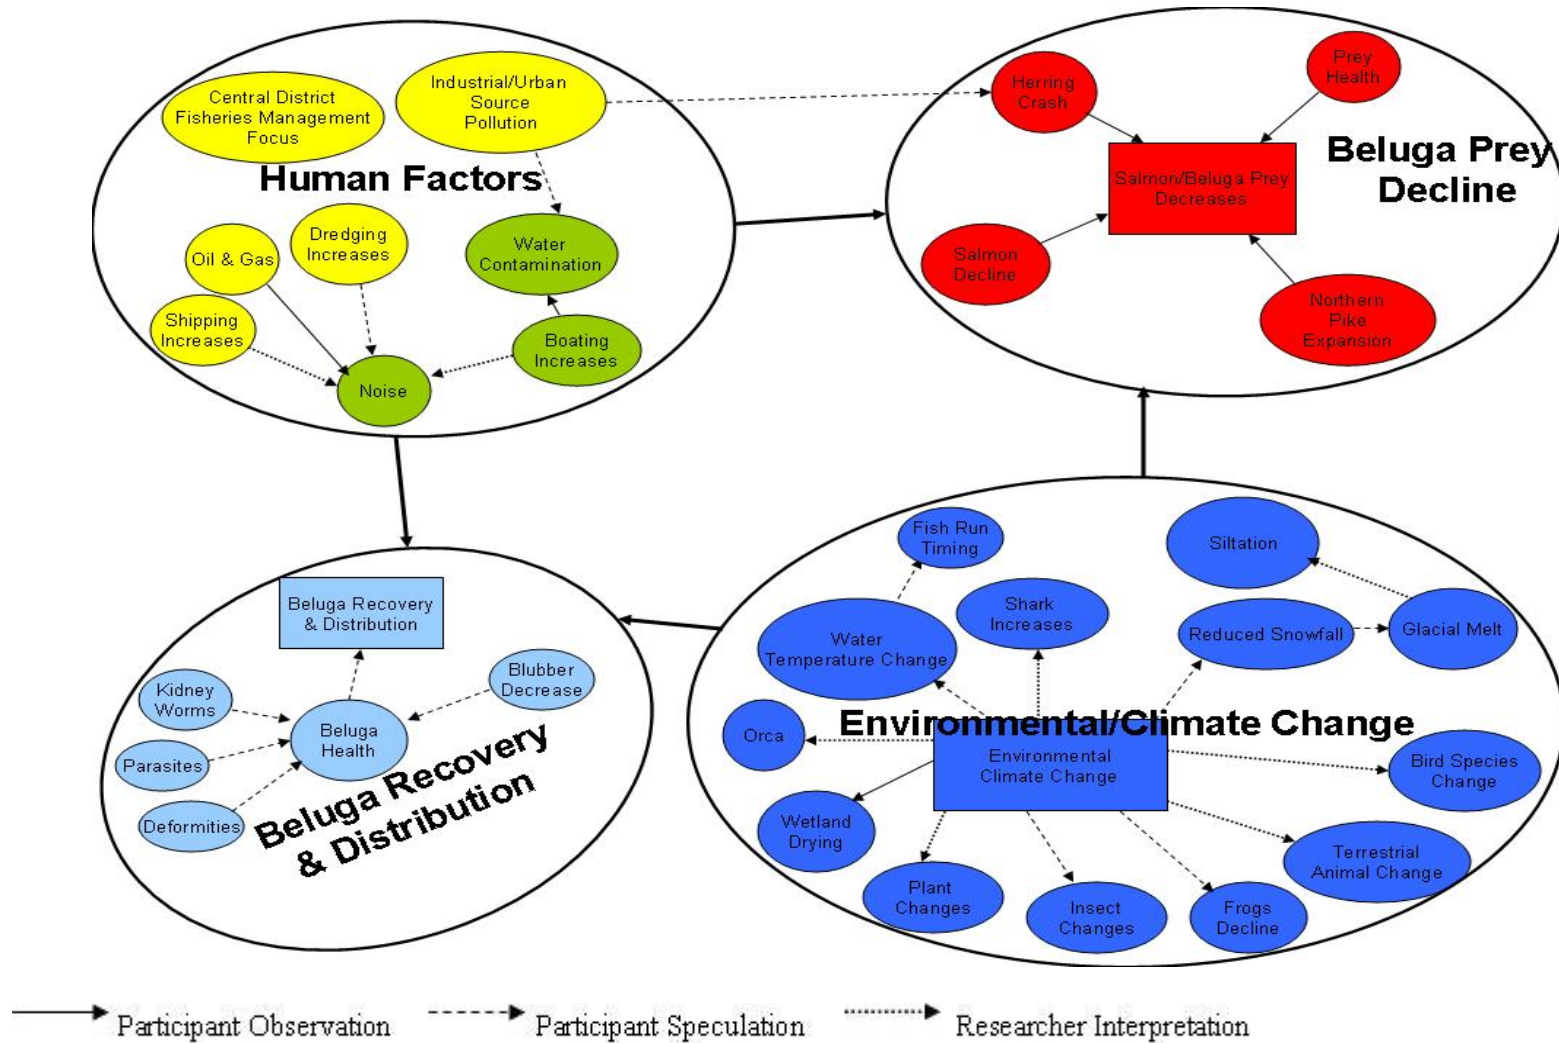 Central District
Fisheries Management
Focus
Industrial/Urban
Source
Pollution
Human Factors
Oil & Gas
Dredging
Increases
Water
Contamination
Shipping
Increases
Boating
Increases
Noise
Herring
Crash
Prey
Health
Beluga Prey
Decline
Salmon/Beluga Prey
Decreases
Salmon
Decline
Northern
Pike
Expansion
Beluga Recovery
& Distribution
Kidney
Worms
Blubber
Decrease
Beluga
Health
Parasites
Deformities
Beluga Recovery
& Distribution
Fish Run
Timing
Siltation
Shark
Increases
Water
Temperature Change
Reduced Snowfall
Glacial Melt
Orca
Environmental/Climate Change
Environmental
Climate Change
Bird Species
Change
Wetland
Drying
Terrestrial
Animal Change
Plant
Changes
Insect
Changes
Frogs
Decline
Participant Observation
Participant Speculation
Researcher Interpretation